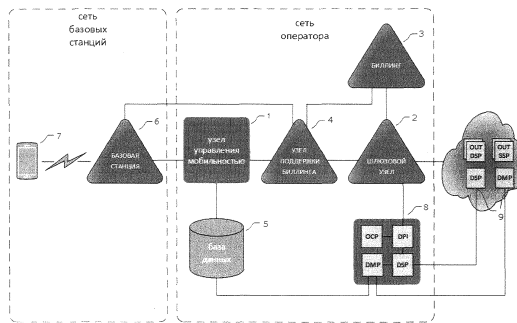 сеть
базовых
станций
сеть
оператора
3
БИЛЛИНГ
7
6
БАЗОВАЯ
СТАНЦИЯ
1
узел
управления
мобильностью
4
УЗЕЛ
ПОДДЕРЖКИ
БИЛЛИНГА
2
ШЛЮЗОВОЙ
УЗЕЛ
OUT
DSP
OUT
SSP
DSP
DMP
9
5
база
данных
8
OCP
DPI
DMP
DSP